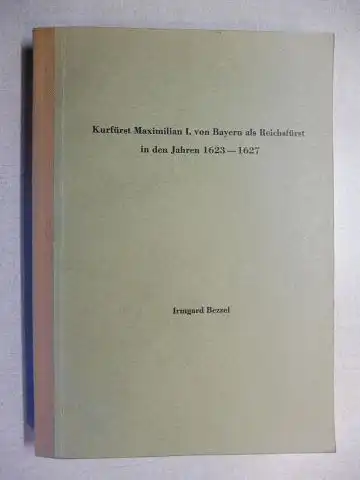 Kurfürst Maximilian I. von Bayern als Reichsfürst
in den Jahren 1623—1627
Irmgard Bezzel